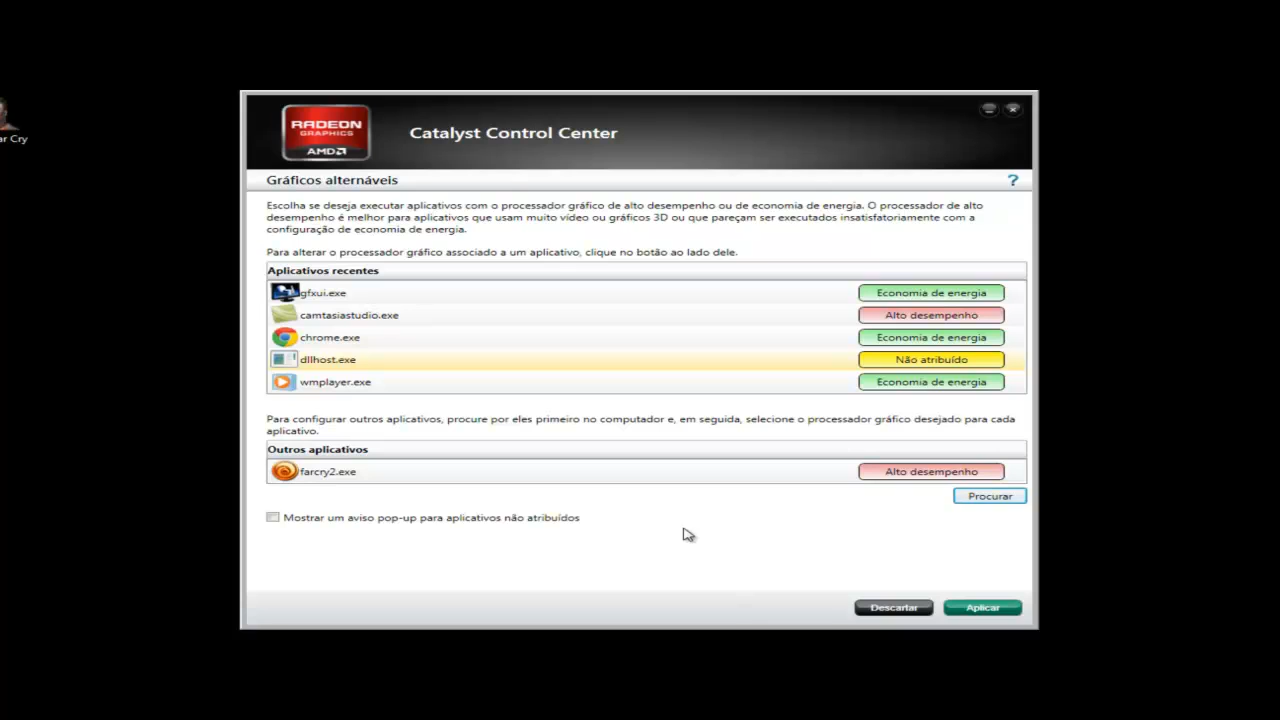 RADEON
GRAPHICS
AMD
Catalyst Control Center
ar Cry
Gráficos alternáveis
?
Escolha se deseja executar aplicativos com o processador gráfico de alto desempenho ou de economia de energia. O processador de alto
desempenho é melhor para aplicativos que usam muito vídeo ou gráficos 3D ou que pareçam ser executados insatisfatoriamente com a
configuração de economia de energia.
Para alterar o processador gráfico associado a um aplicativo, clique no botão ao lado dele.
Aplicativos recentes
gfxui.exe Economia de energia
camtasiastudio.exe Alto desempenho
chrome.exe Economia de energia
dllhost.exe Não atribuído
wmplayer.exe Economia de energia
Para configurar outros aplicativos, procure por eles primeiro no computador e, em seguida, selecione o processador gráfico desejado para cada
aplicativo.
Outros aplicativos
farcry2.exe Alto desempenho
Procurar
Mostrar um aviso pop-up para aplicativos não atribuídos
Descartar Aplicar